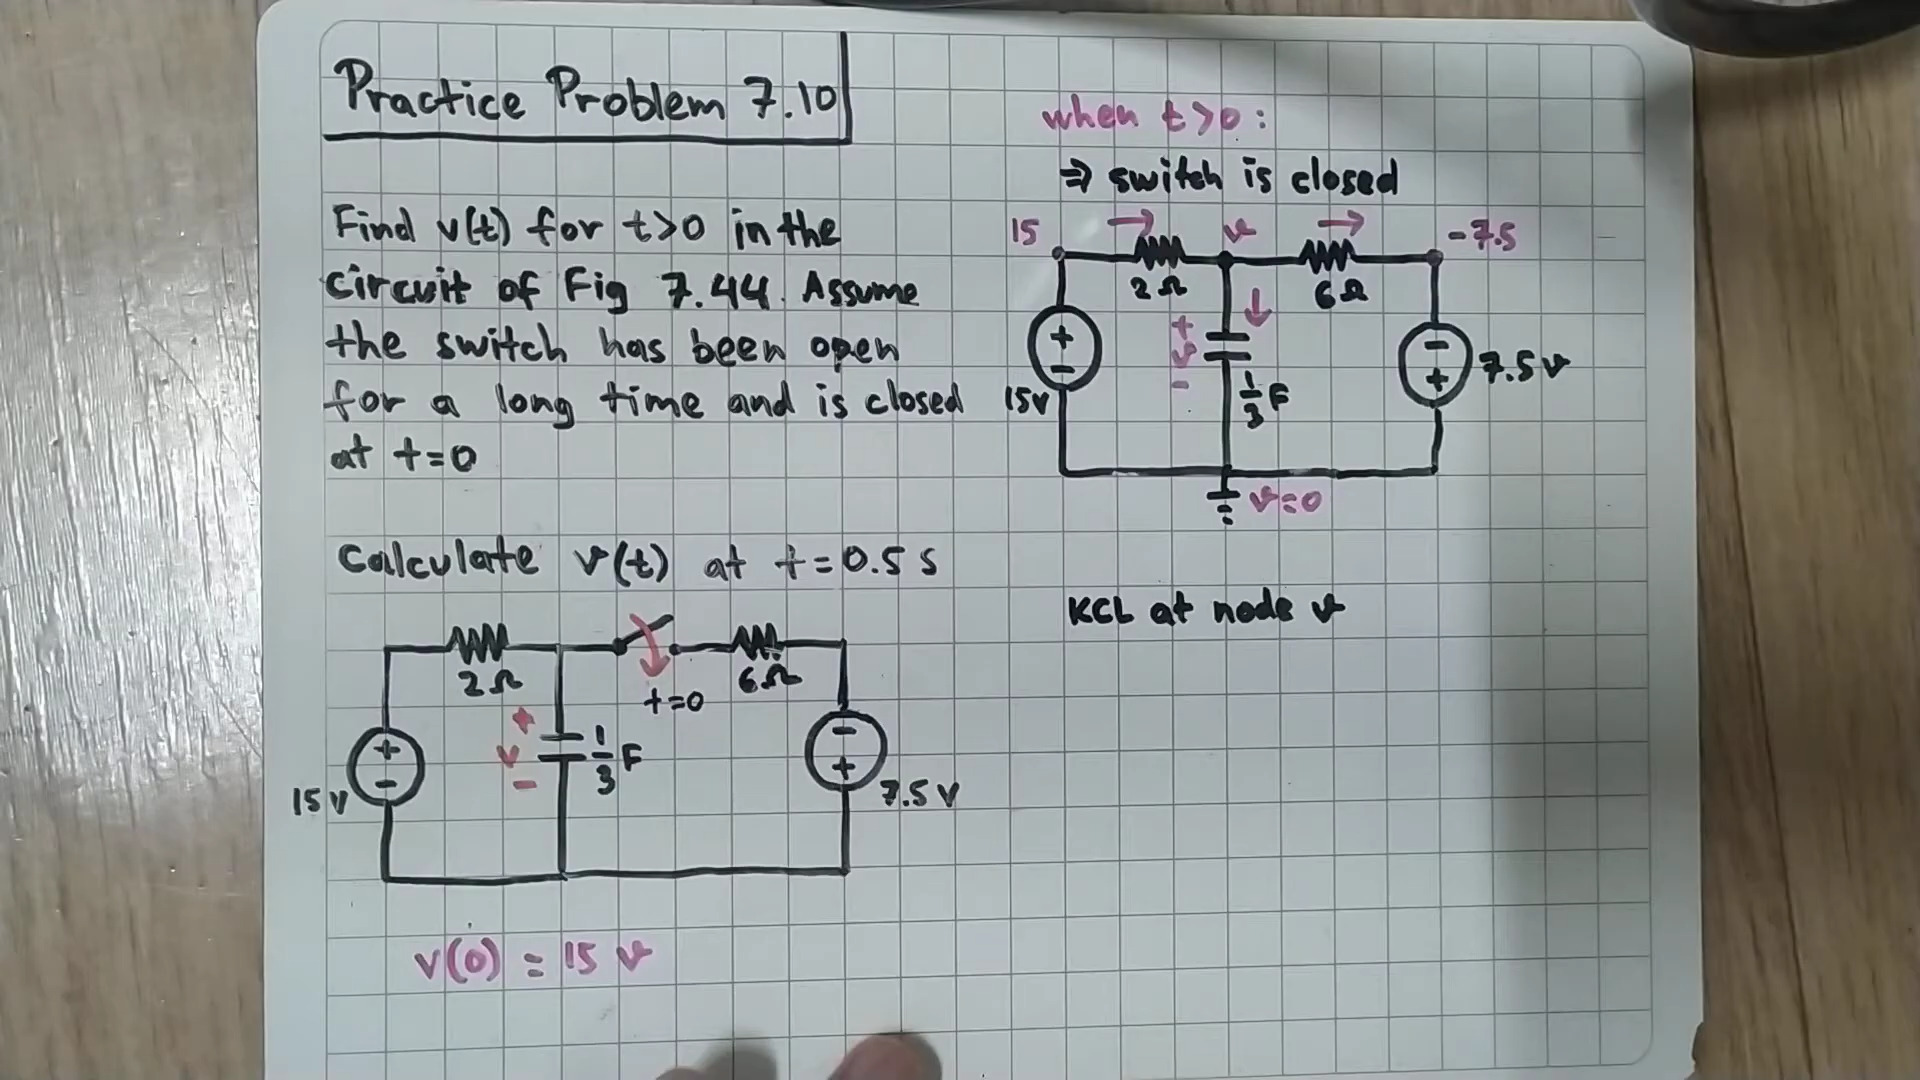 Practice Problem 7.10
Find v(t) for t>0 in the
circuit of Fig 7.44. Assume
the switch has been open
for a long time and is closed
at t=0
Calculate v(t) at t=0.5 s
2Ω
t=0
6Ω
+
v
-
1/3 F
+
-
15 V
-
+
7.5 V
v(0) = 15 v
when t>0:
⇒ switch is closed
15
→
v
→
-7.5
2Ω
6Ω
↓
+
v
-
1/3 F
+
-
15v
-
+
7.5 v
v=0
KCL at node v